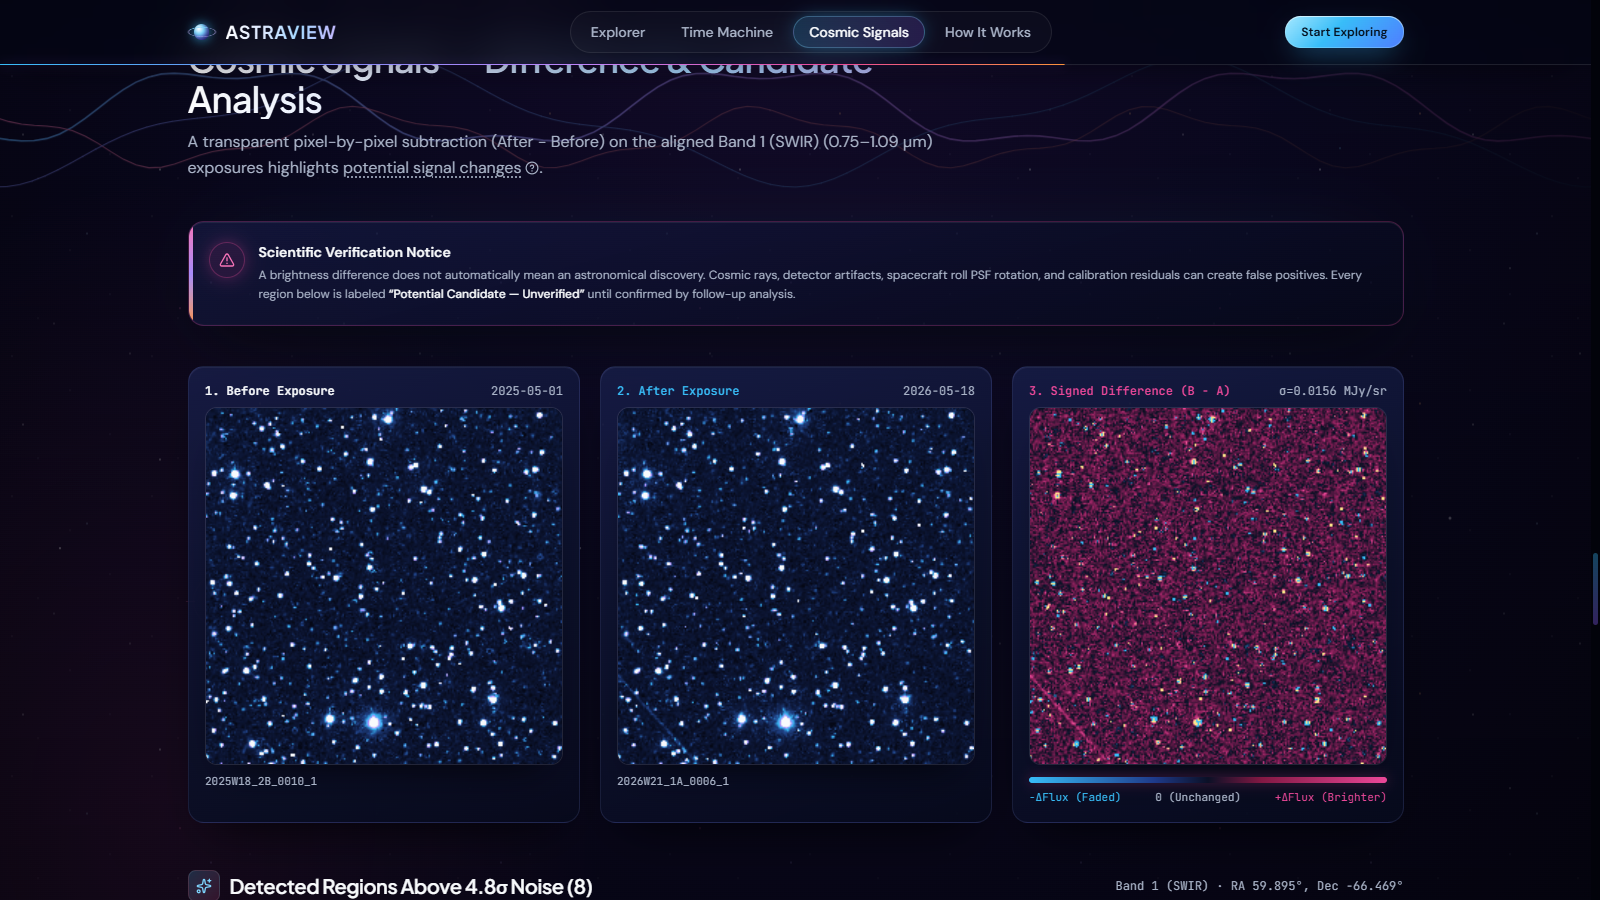 ASTRAVIEW
Explorer
Time Machine
Cosmic Signals
How It Works
Start Exploring
Cosmic Signals — Difference & Candidate
Analysis
A transparent pixel-by-pixel subtraction (After − Before) on the aligned Band 1 (SWIR) (0.75–1.09 µm)
exposures highlights potential signal changes ?.
Scientific Verification Notice
A brightness difference does not automatically mean an astronomical discovery. Cosmic rays, detector artifacts, spacecraft roll PSF rotation, and calibration residuals can create false positives. Every
region below is labeled “Potential Candidate — Unverified” until confirmed by follow-up analysis.
1. Before Exposure
2025-05-01
2025W18_2B_0010_1
2. After Exposure
2026-05-18
2026W21_1A_0006_1
3. Signed Difference (B - A)
σ=0.0156 MJy/sr
-ΔFlux (Faded)
0 (Unchanged)
+ΔFlux (Brighter)
Detected Regions Above 4.8σ Noise (8)
Band 1 (SWIR) · RA 59.895°, Dec -66.469°